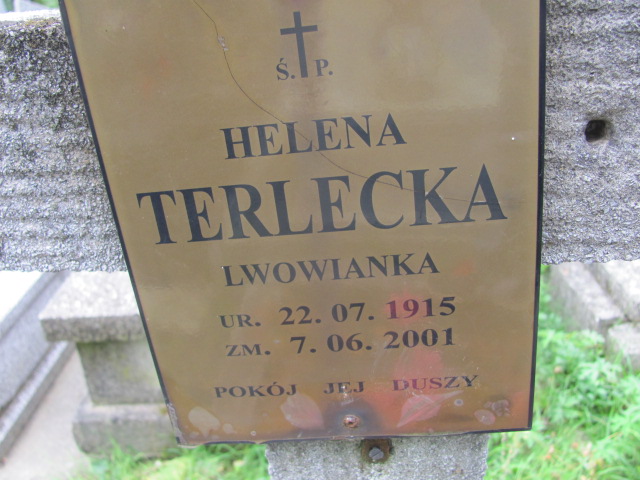 Ś. P.
HELENA
TERLECKA
LWOWIANKA
UR. 22. 07. 1915
ZM. 7. 06. 2001
POKÓJ JEJ DUSZY